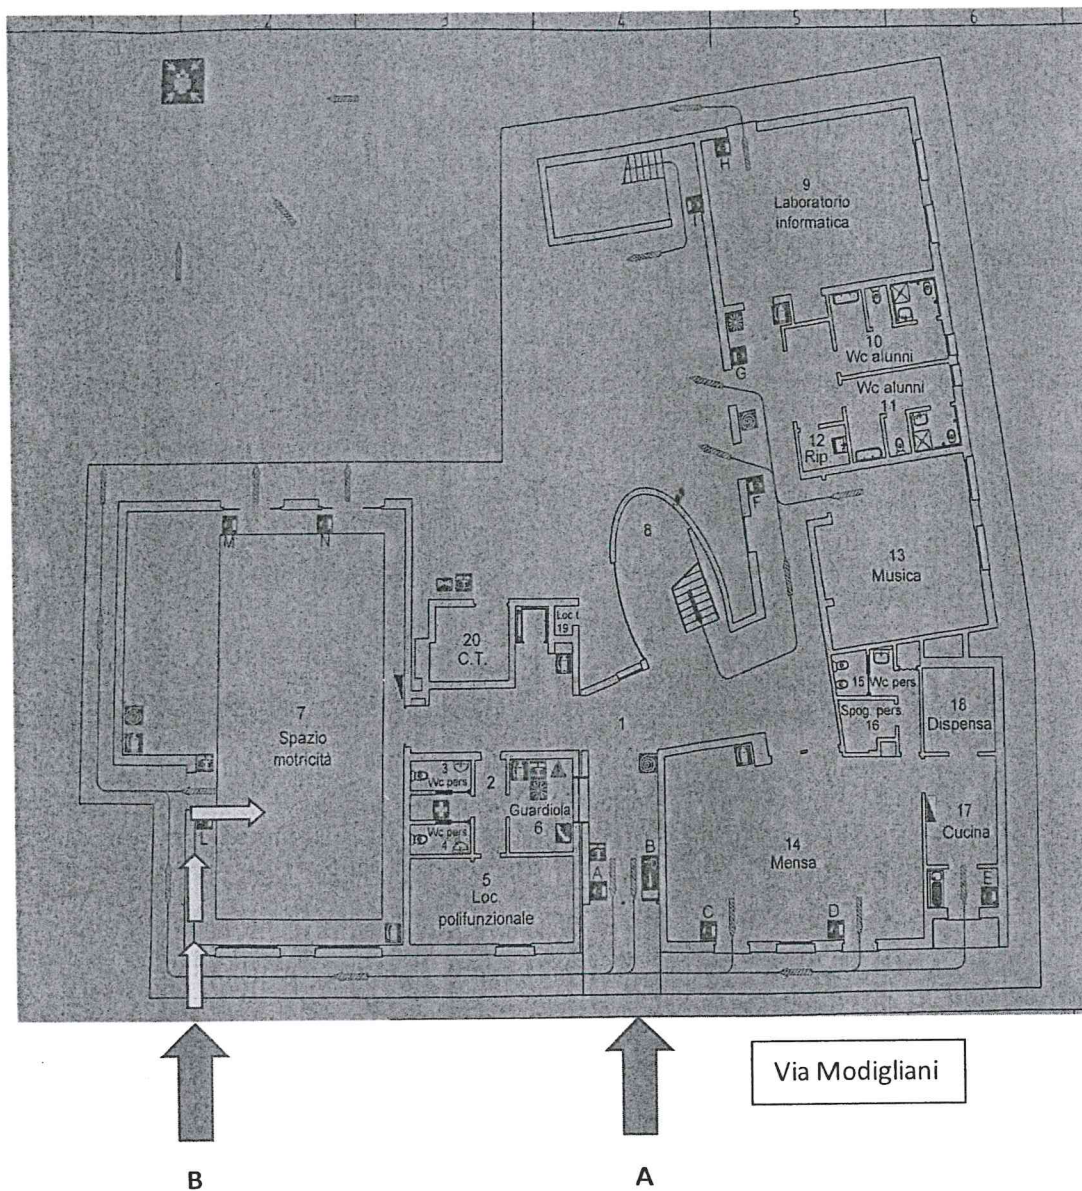 2
3
4
5
6
H
9
Laboratorio
informatica
I
10
Wc alunni
G
Wc alunni
11
12
Rip
F
M
N
8
13
Musica
Loc t
19
20
C.T.
15
Wc pers
Spog. pers
16
18
Dispensa
7
Spazio
motricità
1
3
Wc pers
2
Guardiola
6
Wc pers
4
L
17
Cucina
14
Mensa
5
Loc
polifunzionale
A
B
C
D
E
Via Modigliani
B
A